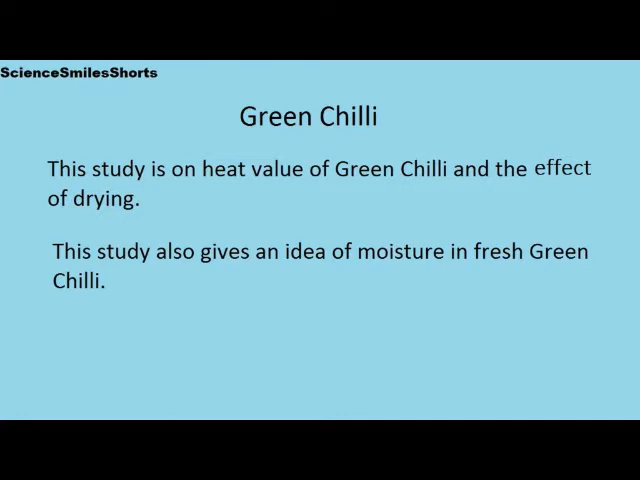 ScienceSmilesShorts
Green Chilli
This study is on heat value of Green Chilli and the effect
of drying.
This study also gives an idea of moisture in fresh Green
Chilli.